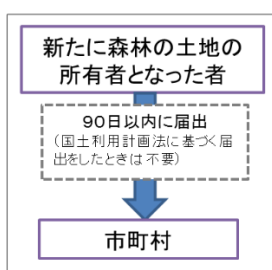 新たに森林の土地の
所有者となった者
90日以内に届出
（国土利用計画法に基づく届
出をしたときは不要）
市町村